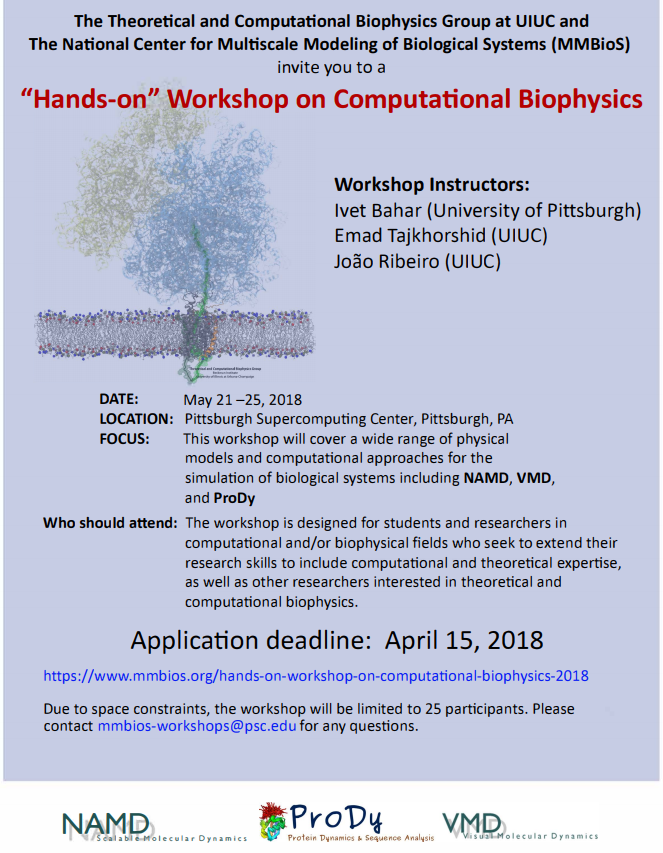 The Theoretical and Computational Biophysics Group at UIUC and
The National Center for Multiscale Modeling of Biological Systems (MMBioS)
invite you to a
“Hands-on” Workshop on Computational Biophysics
Workshop Instructors:
Ivet Bahar (University of Pittsburgh)
Emad Tajkhorshid (UIUC)
João Ribeiro (UIUC)
Theoretical and Computational Biophysics Group
Beckman Institute
University of Illinois at Urbana-Champaign
DATE: May 21 –25, 2018
LOCATION: Pittsburgh Supercomputing Center, Pittsburgh, PA
FOCUS: This workshop will cover a wide range of physical
models and computational approaches for the
simulation of biological systems including NAMD, VMD,
and ProDy
Who should attend: The workshop is designed for students and researchers in
computational and/or biophysical fields who seek to extend their
research skills to include computational and theoretical expertise,
as well as other researchers interested in theoretical and
computational biophysics.
Application deadline: April 15, 2018
https://www.mmbios.org/hands-on-workshop-on-computational-biophysics-2018
Due to space constraints, the workshop will be limited to 25 participants. Please
contact mmbios-workshops@psc.edu for any questions.
NAMD
Scalable Molecular Dynamics
ProDy
Protein Dynamics & Sequence Analysis
VMD
Visual Molecular Dynamics